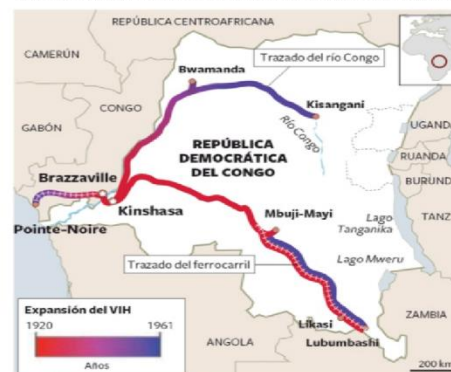 REPÚBLICA CENTROAFRICANA
CAMERÚN
Trazado del río Congo
Bwamanda
CONGO
Kisangani
GABÓN
Río Congo
UGANDA
REPÚBLICA
DEMOCRÁTICA
DEL CONGO
RUANDA
BURUND
Brazzaville
Kinshasa
Mbuji-Mayi
TANZ
Lago
Tanganika
Pointe-Noire
Trazado del ferrocarril
Lago Mweru
Expansión del VIH
1920
1961
Años
ANGOLA
Likasi
Lubumbashi
ZAMBIA
200 km